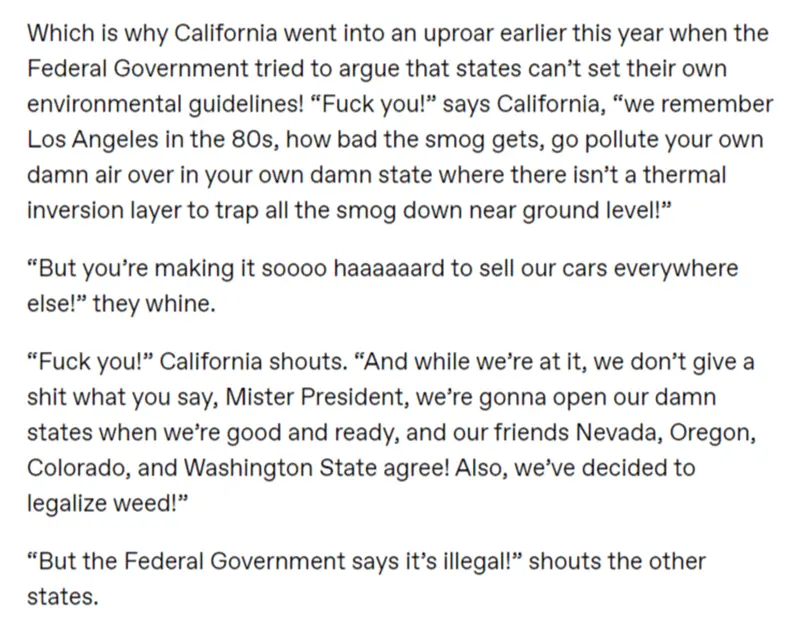 Which is why California went into an uproar earlier this year when the
Federal Government tried to argue that states can’t set their own
environmental guidelines! “Fuck you!” says California, “we remember
Los Angeles in the 80s, how bad the smog gets, go pollute your own
damn air over in your own damn state where there isn’t a thermal
inversion layer to trap all the smog down near ground level!”
“But you’re making it soooo haaaaaard to sell our cars everywhere
else!” they whine.
“Fuck you!” California shouts. “And while we’re at it, we don’t give a
shit what you say, Mister President, we’re gonna open our damn
states when we’re good and ready, and our friends Nevada, Oregon,
Colorado, and Washington State agree! Also, we’ve decided to
legalize weed!”
“But the Federal Government says it’s illegal!” shouts the other
states.